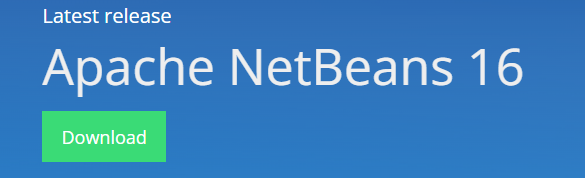 Latest release
Apache NetBeans 16
Download